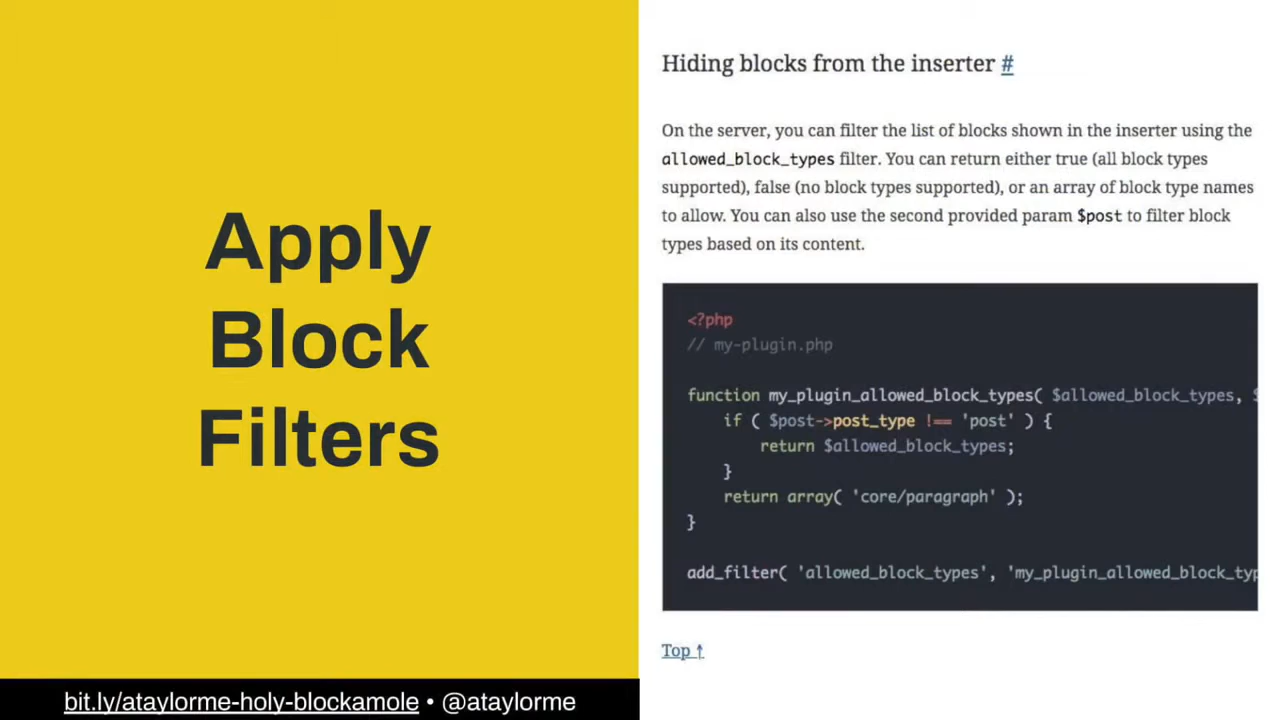 Apply
Block
Filters
bit.ly/ataylorme-holy-blockamole • @ataylorme
Hiding blocks from the inserter #
On the server, you can filter the list of blocks shown in the inserter using the
allowed_block_types filter. You can return either true (all block types
supported), false (no block types supported), or an array of block type names
to allow. You can also use the second provided param $post to filter block
types based on its content.
<?php
// my-plugin.php
function my_plugin_allowed_block_types( $allowed_block_types, $
if ( $post->post_type !== 'post' ) {
return $allowed_block_types;
}
return array( 'core/paragraph' );
}
add_filter( 'allowed_block_types', 'my_plugin_allowed_block_typ
Top ↑